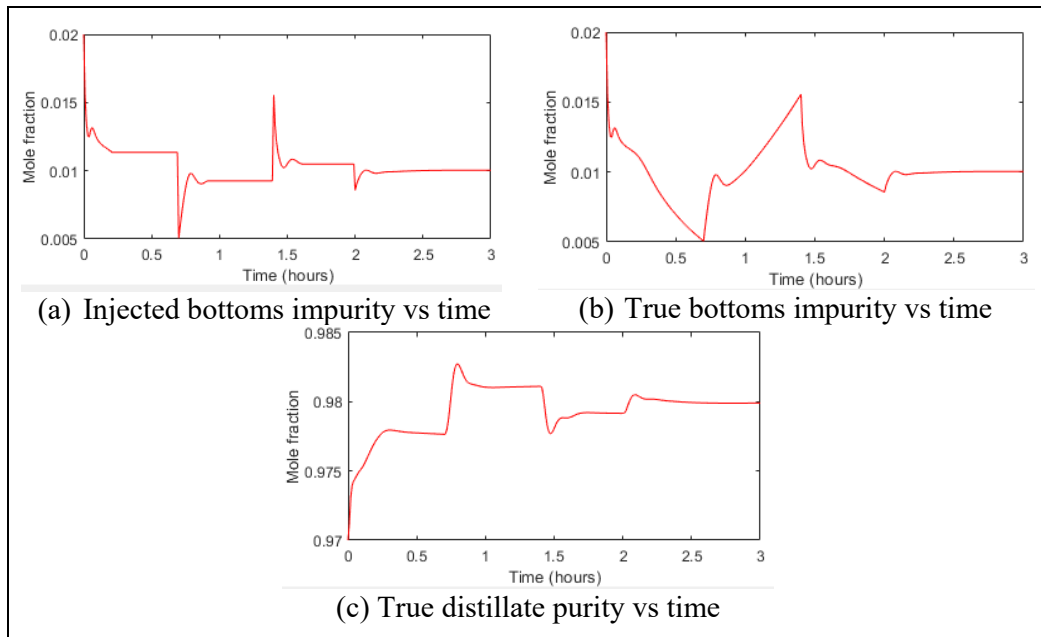 0.02
0.015
0.01
0.005
Mole fraction
0 0.5 1 1.5 2 2.5 3
Time (hours)
(a) Injected bottoms impurity vs time
0.02
0.015
0.01
0.005
Mole fraction
0 0.5 1 1.5 2 2.5 3
Time (hours)
(b) True bottoms impurity vs time
0.985
0.98
0.975
0.97
Mole fraction
0 0.5 1 1.5 2 2.5 3
Time (hours)
(c) True distillate purity vs time